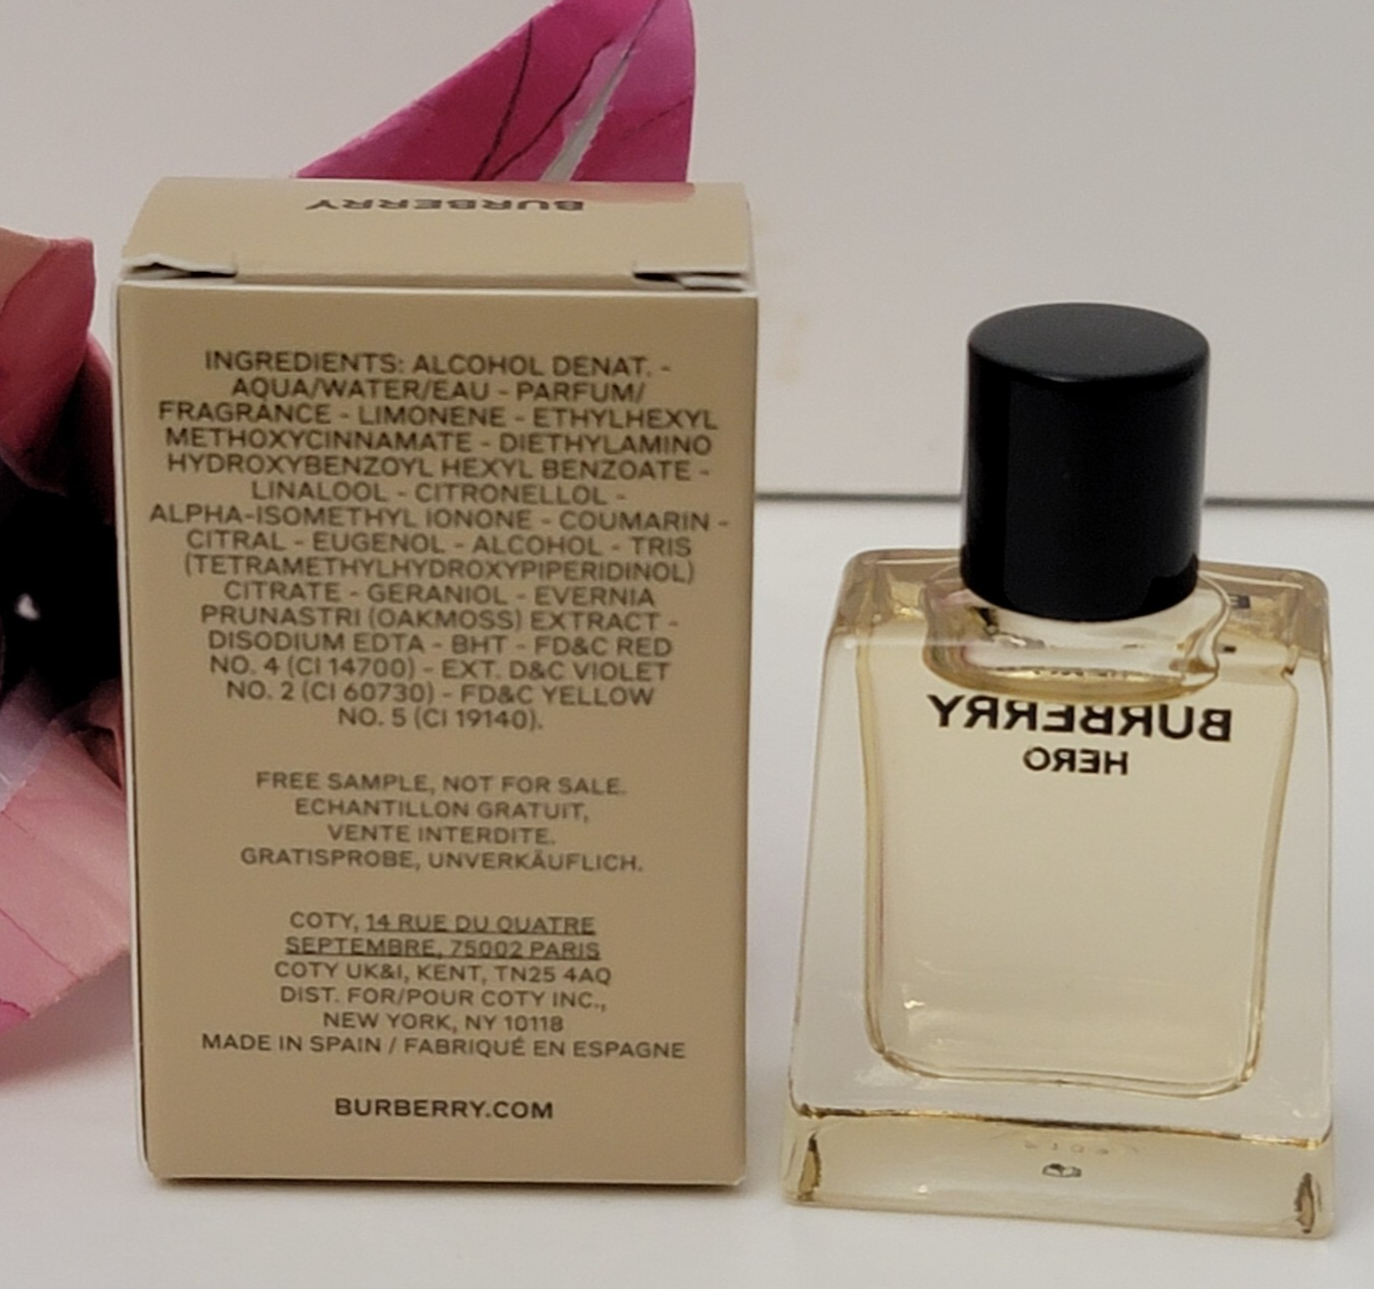 BURBERRY
INGREDIENTS: ALCOHOL DENAT. -
AQUA/WATER/EAU - PARFUM/
FRAGRANCE - LIMONENE - ETHYLHEXYL
METHOXYCINNAMATE - DIETHYLAMINO
HYDROXYBENZOYL HEXYL BENZOATE -
LINALOOL - CITRONELLOL -
ALPHA-ISOMETHYL IONONE - COUMARIN -
CITRAL - EUGENOL - ALCOHOL - TRIS
(TETRAMETHYLHYDROXYPIPERIDINOL)
CITRATE - GERANIOL - EVERNIA
PRUNASTRI (OAKMOSS) EXTRACT -
DISODIUM EDTA - BHT - FD&C RED
NO. 4 (CI 14700) - EXT. D&C VIOLET
NO. 2 (CI 60730) - FD&C YELLOW
NO. 5 (CI 19140).
FREE SAMPLE, NOT FOR SALE.
ECHANTILLON GRATUIT,
VENTE INTERDITE.
GRATISPROBE, UNVERKÄUFLICH.
COTY, 14 RUE DU QUATRE
SEPTEMBRE, 75002 PARIS
COTY UK&I, KENT, TN25 4AQ
DIST. FOR/POUR COTY INC.,
NEW YORK, NY 10118
MADE IN SPAIN / FABRIQUÉ EN ESPAGNE
BURBERRY.COM
BURBERRY
HERO